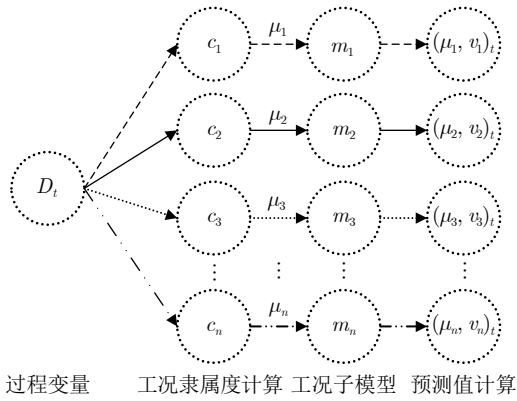 c₁ μ₁ m₁ (μ₁, v₁)ₜ
c₂ μ₂ m₂ (μ₂, v₂)ₜ
Dₜ
c₃ μ₃ m₃ (μ₃, v₃)ₜ
⋮ ⋮ ⋮ ⋮
cₙ μₙ mₙ (μₙ, vₙ)ₜ
过程变量 工况隶属度计算 工况子模型 预测值计算